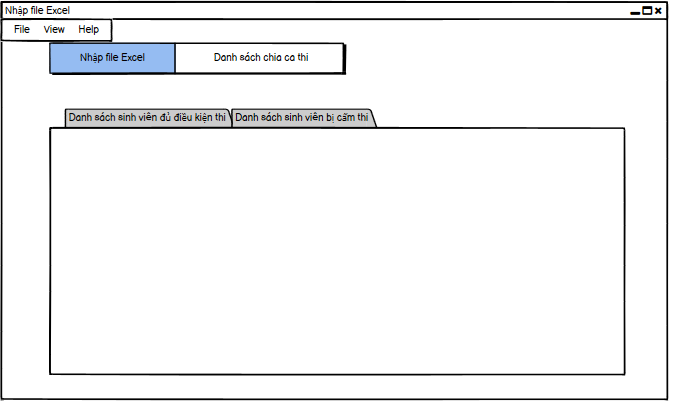 Nhập file Excel
File View Help
Nhập file Excel Danh sách chia ca thi
Danh sách sinh viên đủ điều kiện thi Danh sách sinh viên bị cấm thi